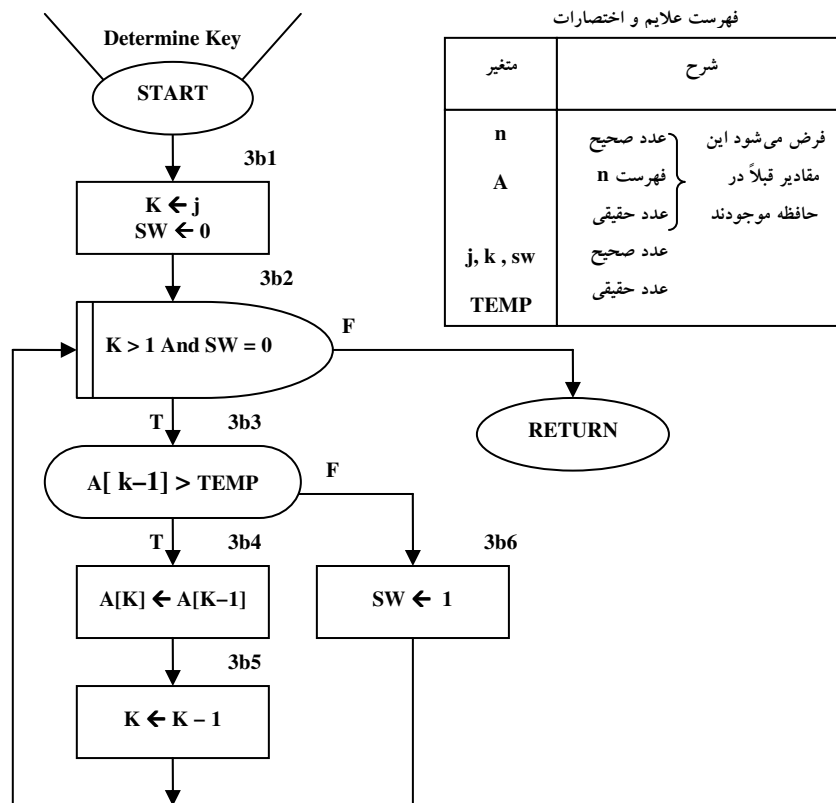 Determine Key
START
3b1
K ← j
SW ← 0
3b2
K > 1 And SW = 0
F
T
3b3
RETURN
A[ k–1] > TEMP
F
T
3b4
3b6
A[K] ← A[K–1]
SW ← 1
3b5
K ← K – 1
فهرست علایم و اختصارات
متغیر شرح
n عدد صحیح فرض می‌شود این
A فهرست n مقادیر قبلاً در
عدد حقیقی حافظه موجودند
j, k , sw عدد صحیح
TEMP عدد حقیقی